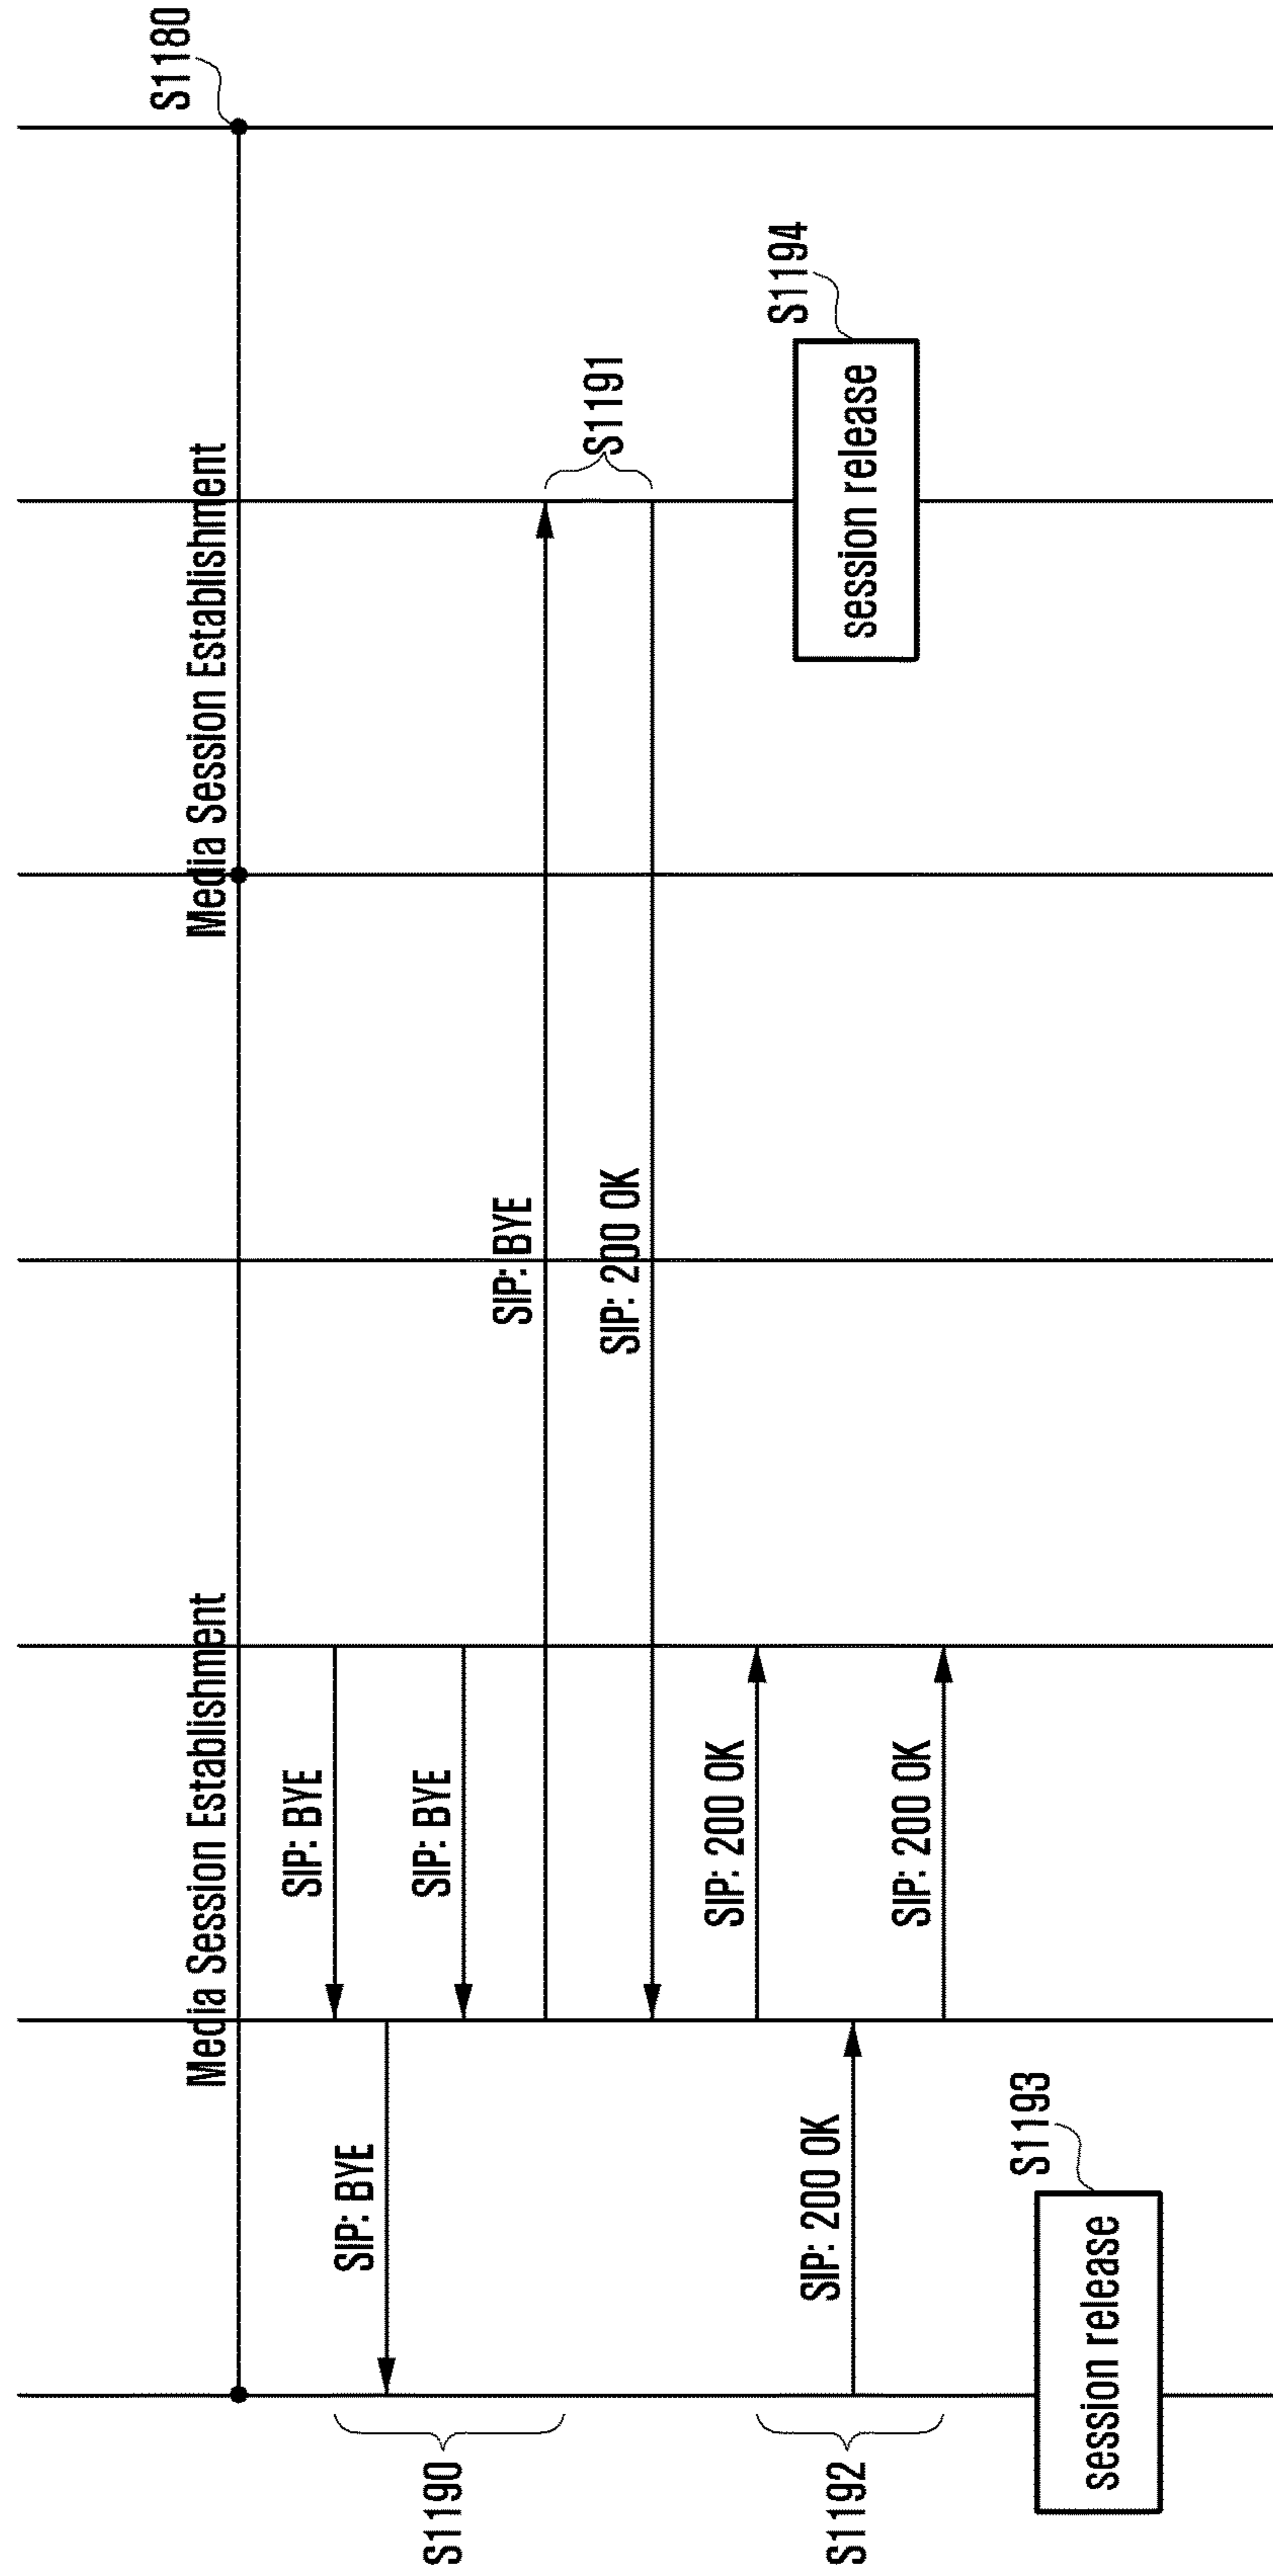 Media Session Establishment
Media Session Establishment
S1180
SIP: BYE
SIP: BYE
SIP: BYE
S1190
SIP: BYE
S1191
SIP: 200 OK
SIP: 200 OK
SIP: 200 OK
S1192
SIP: 200 OK
S1194
session release
S1193
session release